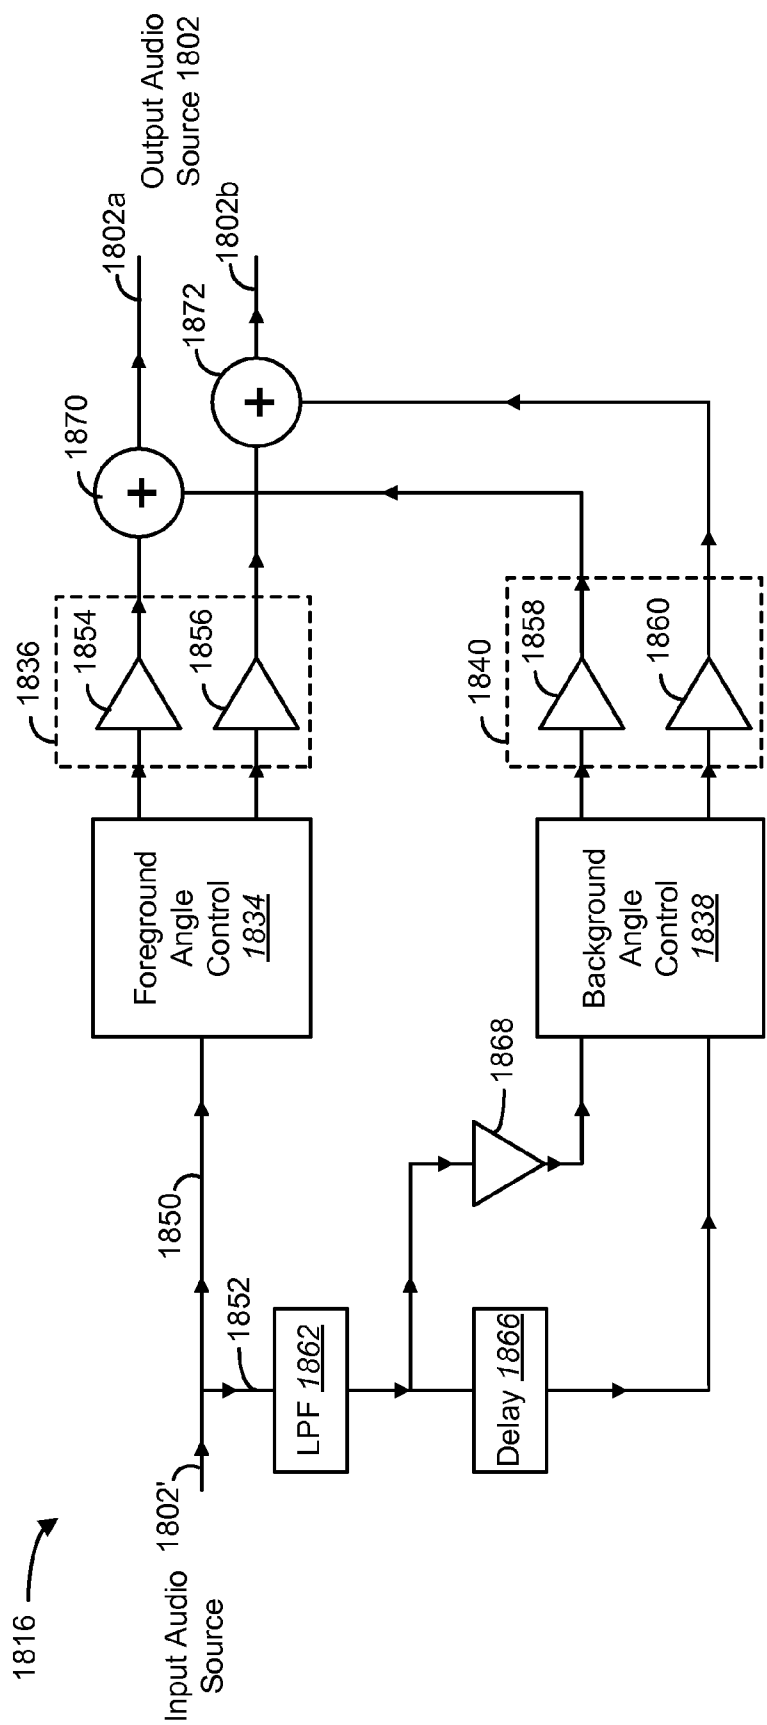 1816
Input Audio
Source
1802'
1850
1852
LPF 1862
Delay 1866
1868
Foreground
Angle
Control
1834
Background
Angle
Control
1838
1836
1854
1856
1840
1858
1860
1870
+
1872
+
1802a
1802b
Output Audio
Source 1802